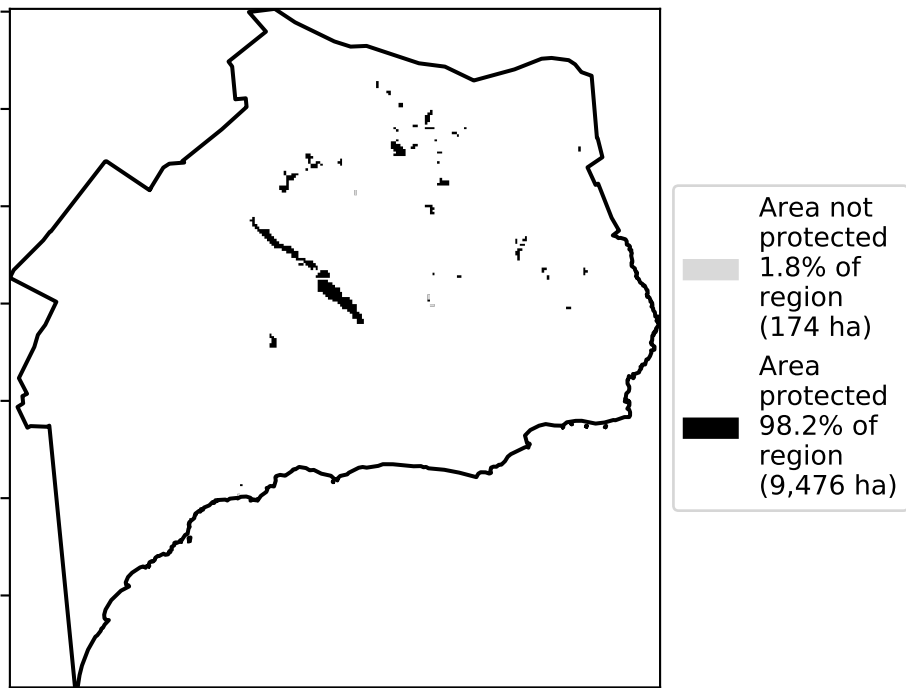 Area not
protected
1.8% of
region
(174 ha)
Area
protected
98.2% of
region
(9,476 ha)